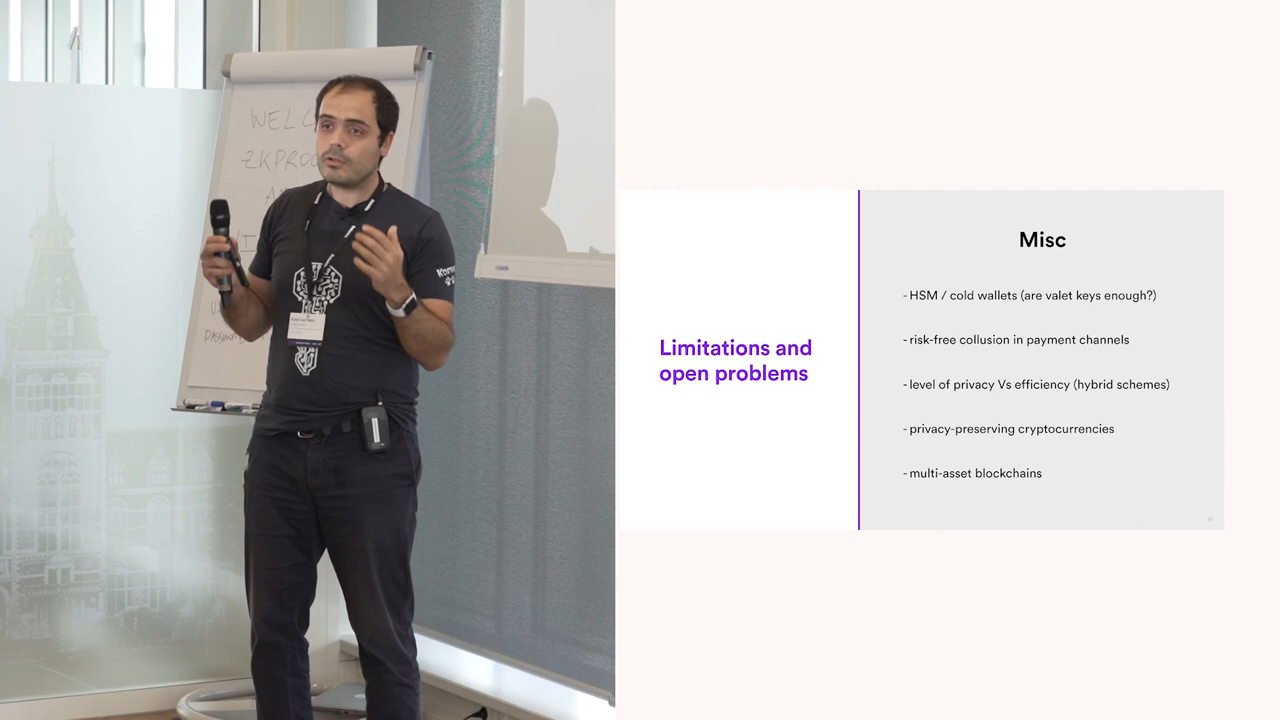 WELC
ZKPROO
Limitations and
open problems
Misc
- HSM / cold wallets (are valet keys enough?)
- risk-free collusion in payment channels
- level of privacy Vs efficiency (hybrid schemes)
- privacy-preserving cryptocurrencies
- multi-asset blockchains